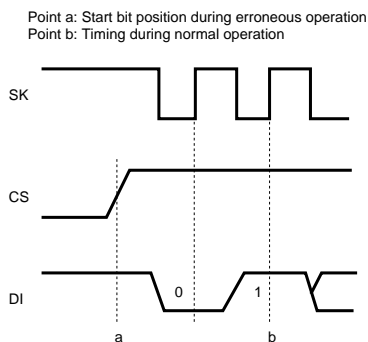 Point a: Start bit position during erroneous operation
Point b: Timing during normal operation
SK
CS
DI
0
1
a
b